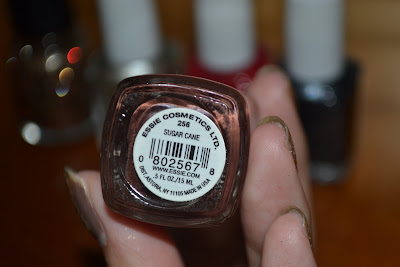 ESSIE COSMETICS LTD.
256
SUGAR CANE
0 802567 8
WWW.ESSIE.COM
.5 FL.OZ./15 ML
DIST. ASTORIA,
NY 11105 MADE IN USA